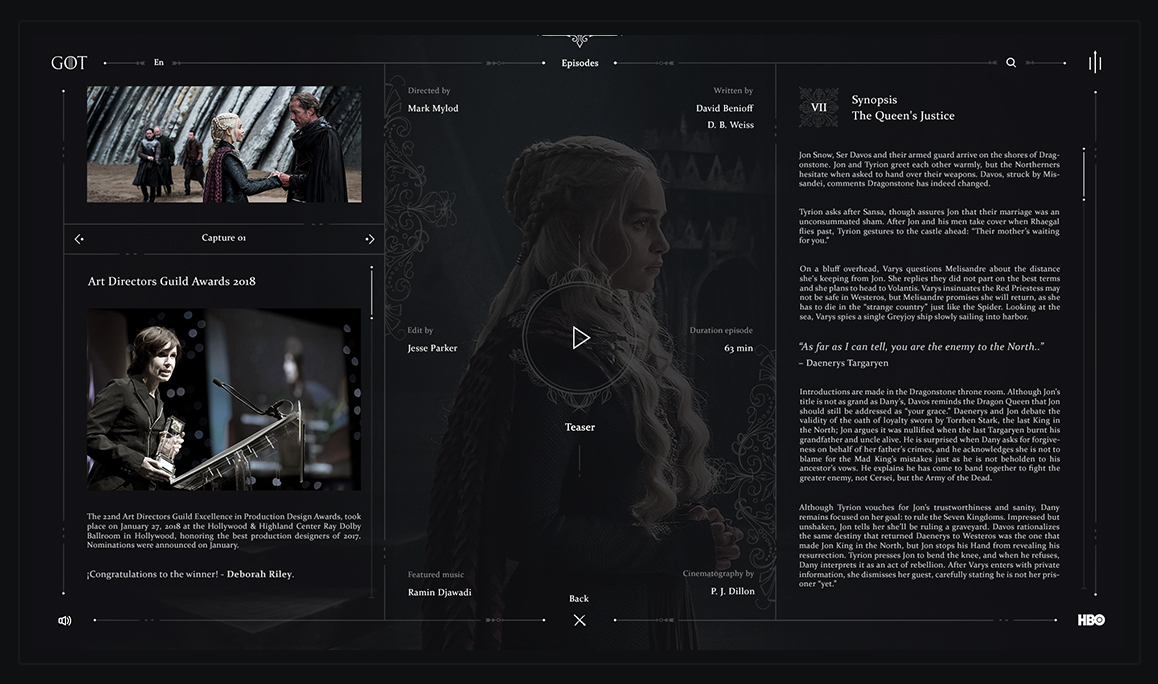 GOT
En
Episodes
Capture 01
Art Directors Guild Awards 2018
The 22nd Art Directors Guild Excellence in Production Design Awards, took
place on January 27, 2018 at the Hollywood & Highland Center Ray Dolby
Ballroom in Hollywood, honoring the best production designers of 2017.
Nominations were announced on January.
¡Congratulations to the winner! - Deborah Riley.
Directed by
Mark Mylod
Written by
David Benioff
D. B. Weiss
Edit by
Jesse Parker
Duration episode
63 min
Teaser
Featured music
Ramin Djawadi
Cinematography by
P. J. Dillon
Back
VII
Synopsis
The Queen's Justice
Jon Snow, Ser Davos and their armed guard arrive on the shores of Drag-
onstone. Jon and Tyrion greet each other warmly, but the Northerners
hesitate when asked to hand over their weapons. Davos, struck by Mis-
sandei, comments Dragonstone has indeed changed.
Tyrion asks after Sansa, though assures Jon that their marriage was an
unconsummated sham. After Jon and his men take cover when Rhaegal
flies past, Tyrion gestures to the castle ahead: “Their mother's waiting
for you.”
On a bluff overhead, Varys questions Melisandre about the distance
she's keeping from Jon. She replies they did not part on the best terms
and she plans to head to Volantis. Varys insinuates the Red Priestess may
not be safe in Westeros, but Melisandre promises she will return, as she
has to die in the “strange country” just like the Spider. Looking at the
sea, Varys spies a single Greyjoy ship slowly sailing into harbor.
“As far as I can tell, you are the enemy to the North..”
– Daenerys Targaryen
Introductions are made in the Dragonstone throne room. Although Jon's
title is not as grand as Dany's, Davos reminds the Dragon Queen that Jon
should still be addressed as “your grace.” Daenerys and Jon debate the
validity of the oath of loyalty sworn by Torrhen Stark, the last King in
the North; Jon argues it was nullified when the last Targaryen burnt his
grandfather and uncle alive. He is surprised when Dany asks for forgive-
ness on behalf of her father's crimes, and he acknowledges she is not to
blame for the Mad King's mistakes just as he is not beholden to his
ancestor's vows. He explains he has come to band together to fight the
greater enemy, not Cersei, but the Army of the Dead.
Although Tyrion vouches for Jon's trustworthiness and sanity, Dany
remains focused on her goal: to rule the Seven Kingdoms. Impressed but
unshaken, Jon tells her she'll be ruling a graveyard. Davos rationalizes
the same destiny that returned Daenerys to Westeros was the one that
made Jon King in the North, but Jon stops his Hand from revealing his
resurrection. Tyrion presses Jon to bend the knee, and when he refuses,
Dany interprets it as an act of rebellion. After Varys enters with private
information, she dismisses her guest, carefully stating he is not her pris-
oner “yet.”
HBO